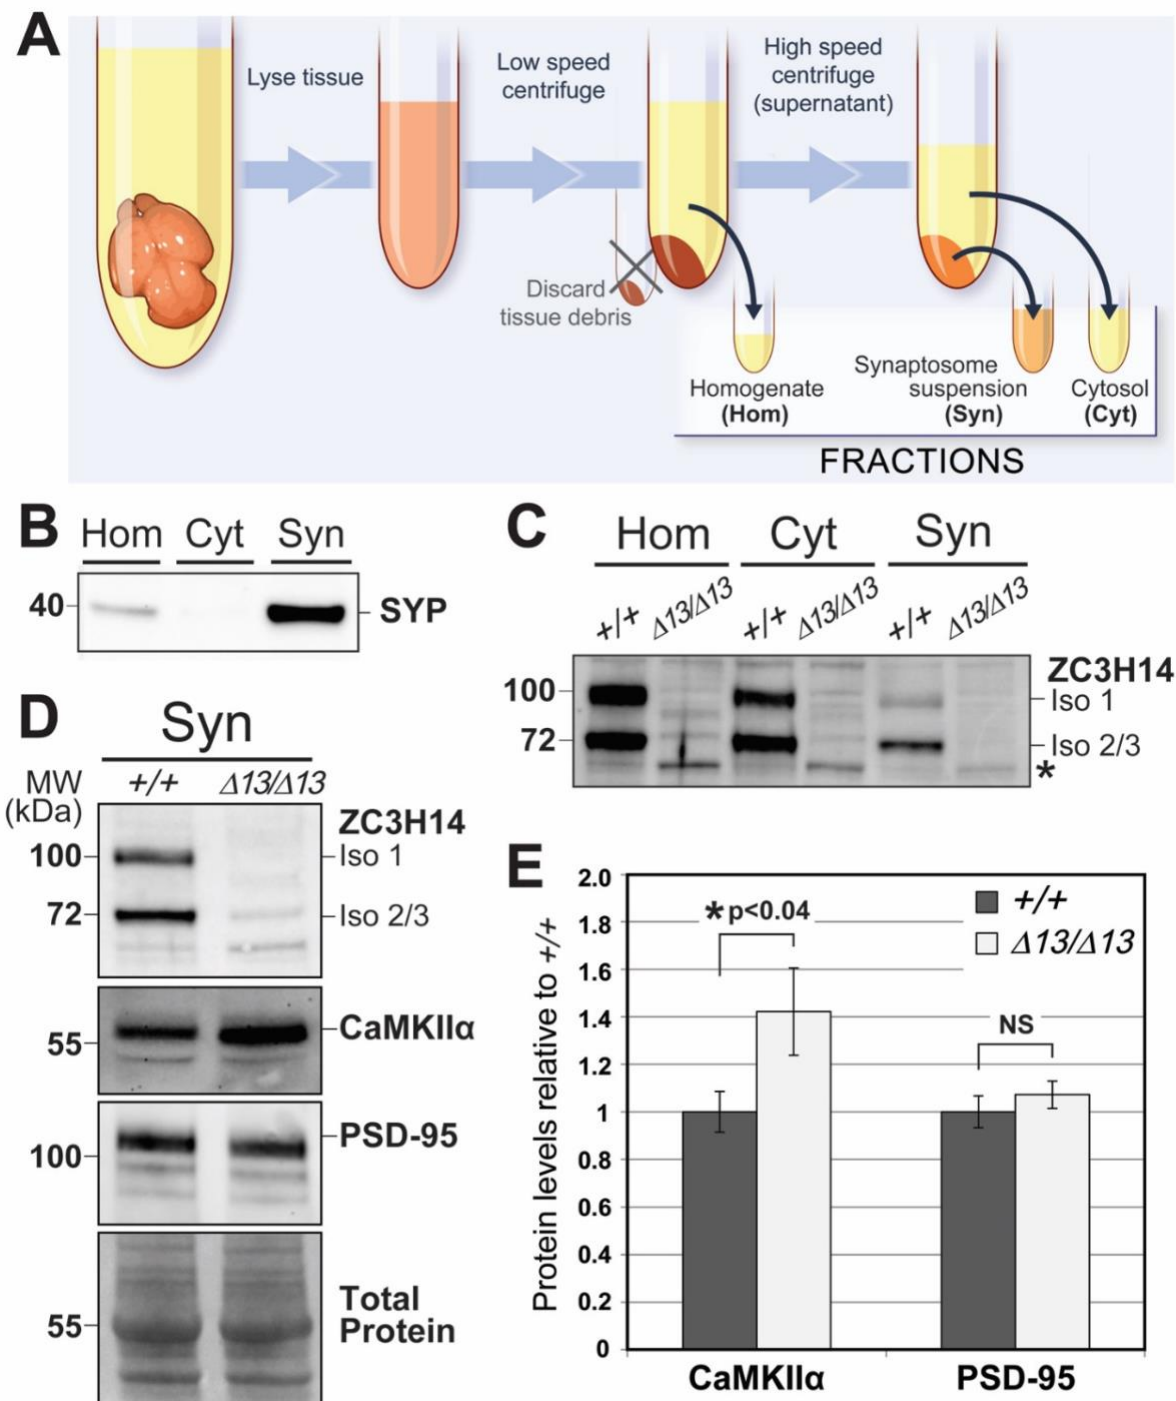 A
Lyse tissue
Low speed
centrifuge
High speed
centrifuge
(supernatant)
Discard
tissue debris
Homogenate
(Hom)
Synaptosome
suspension
(Syn)
Cytosol
(Cyt)
FRACTIONS
B
Hom Cyt Syn
40
SYP
C
Hom Cyt Syn
+/+ Δ13/Δ13 +/+ Δ13/Δ13 +/+ Δ13/Δ13
ZC3H14
100 Iso 1
72 Iso 2/3
*
D
Syn
MW
(kDa)
+/+ Δ13/Δ13
ZC3H14
100 Iso 1
72 Iso 2/3
CaMKIIα
55
PSD-95
100
Total
Protein
55
E
Protein levels relative to +/+
2.0
1.8
1.6
1.4
1.2
1
0.8
0.6
0.4
0.2
0
+/+
Δ13/Δ13
* p<0.04
NS
CaMKIIα PSD-95